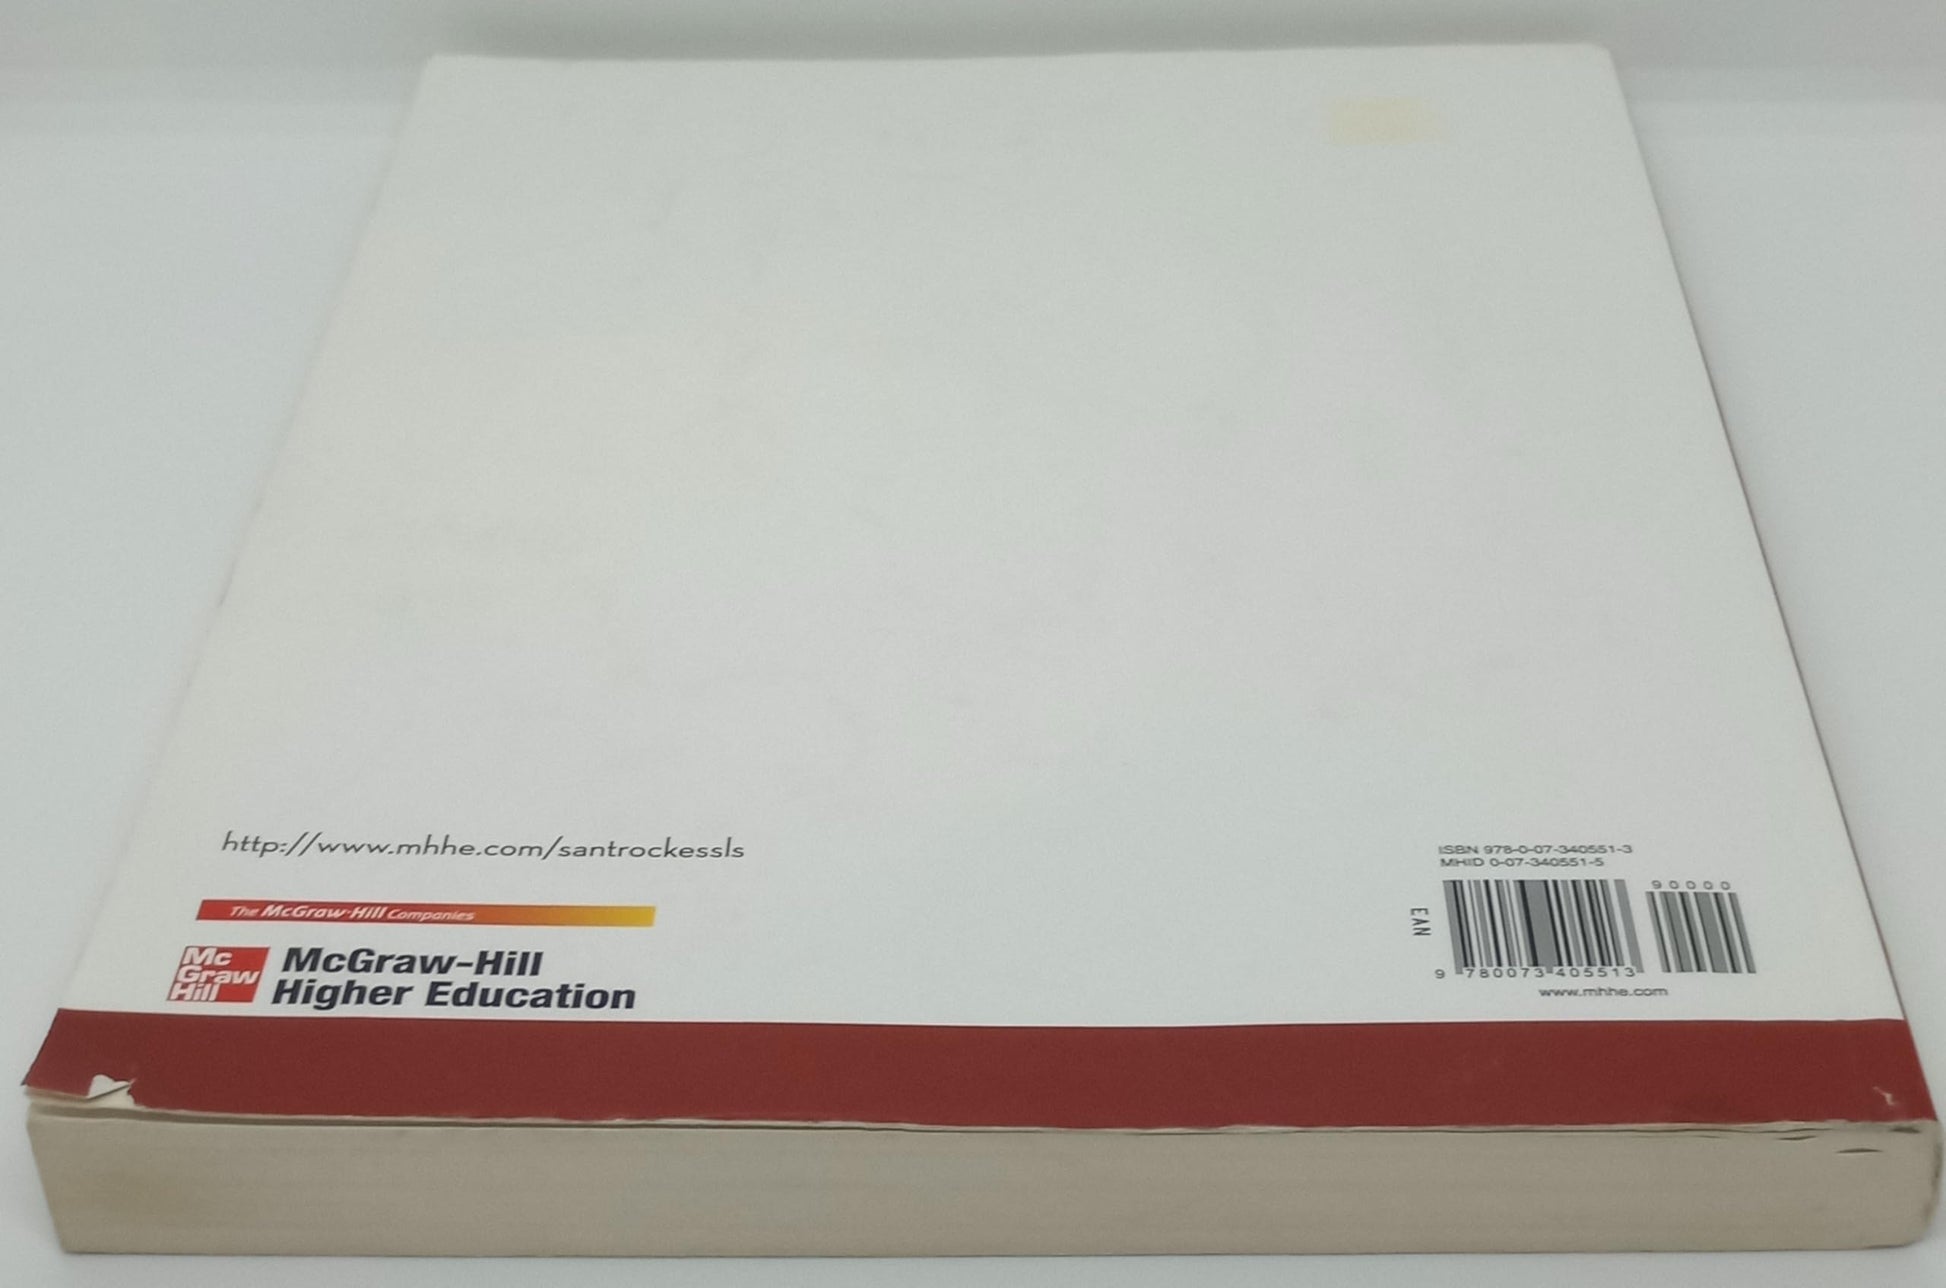 http://www.mhhe.com/santrockessls
The McGraw-Hill Companies
Mc
Graw
Hill
McGraw-Hill
Higher Education
ISBN 978-0-07-340551-3
MHID 0-07-340551-5
90000
EAN
9 780073 405513
www.mhhe.com